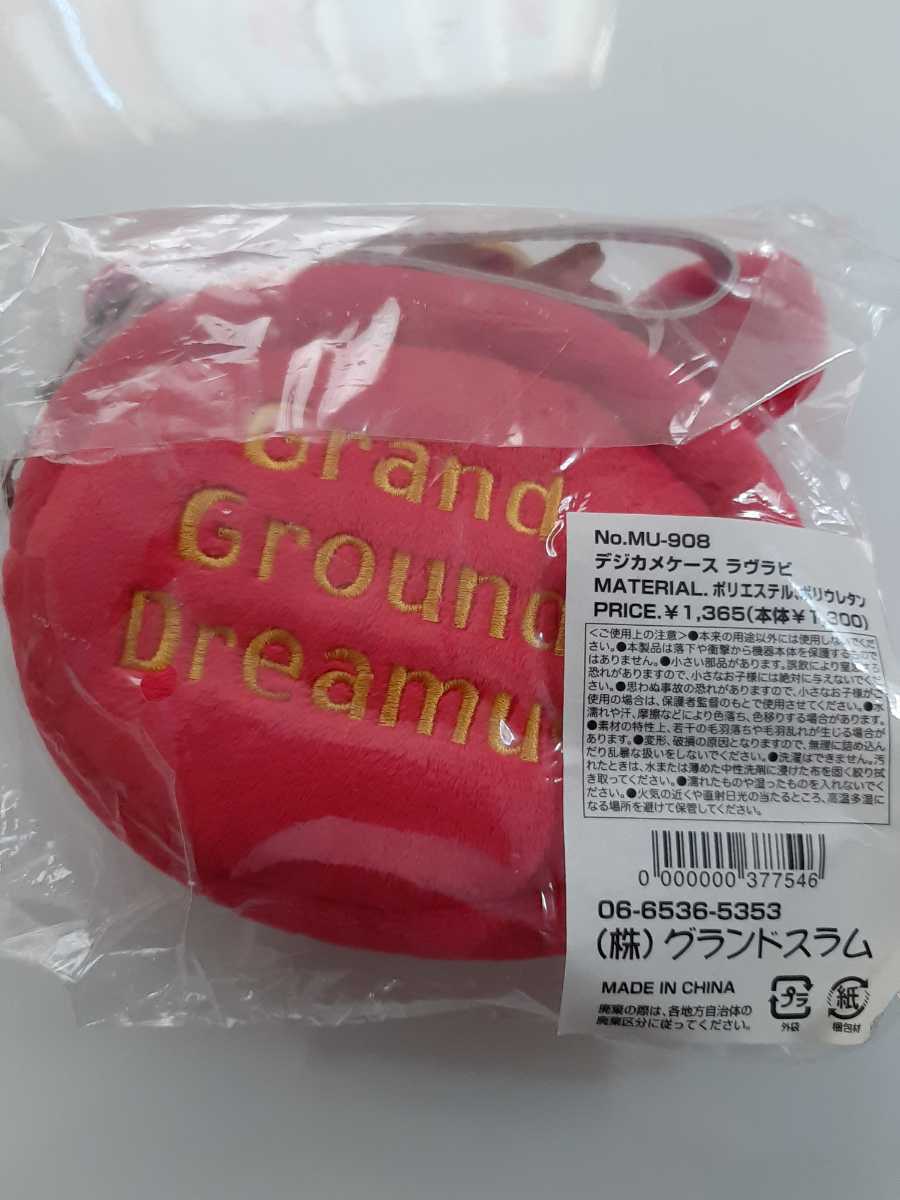 Grand
Ground
Dreamu
No.MU-908
デジカメケース ラヴラビ
MATERIAL. ポリエステル、ポリウレタン
PRICE.¥1,365(本体¥1,300)
<ご使用上の注意>●本来の用途以外には使用しないでくだ
さい。●本製品は落下や衝撃から機器本体を保護するもので
はありません。●小さい部品があります。誤飲により窒息する
恐れがありますので、小さなお子様には絶対に与えないでくだ
さい。●思わぬ事故の恐れがありますので、小さなお子様がご
使用の場合は、保護者監督のもとで使用させてください。●水
濡れや汗、摩擦などにより色落ち、色移りする場合があります。
●素材の特性上、若干の毛羽落ちや毛羽乱れが生じる場合が
あります。●変形、破損の原因となりますので、無理に詰め込ん
だり乱暴な扱いをしないでください。●洗濯はできません。汚
れたときは、水または薄めた中性洗剤に浸けた布を固く絞り拭
き取ってください。●濡れたものや湿ったものを入れないでく
ださい。●火気の近くや直射日光の当たるところ、高温多湿に
なる場所を避けて保管してください。
0 000000 377546
06-6536-5353
(株)グランドスラム
MADE IN CHINA
廃棄の際は、各地方自治体の
廃棄区分に従ってください。
プラ
外袋
紙
梱包材